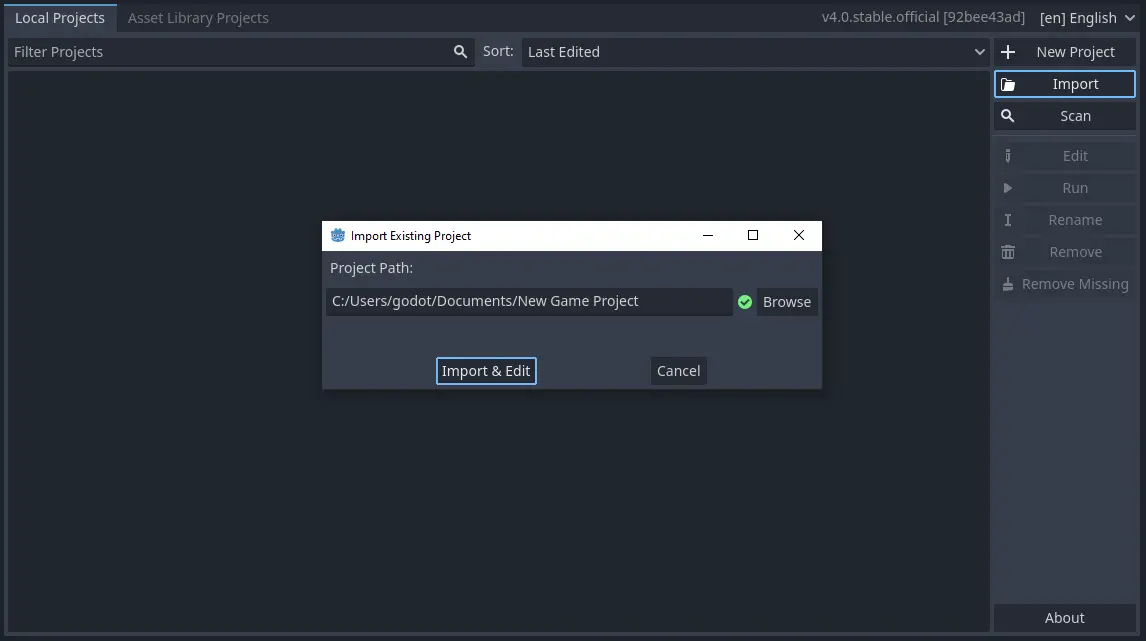 Local Projects Asset Library Projects v4.0.stable.official [92bee43ad] [en] English
Filter Projects Sort: Last Edited New Project
Import
Scan
Edit
Run
Rename
Remove
Remove Missing
Import Existing Project
Project Path:
C:/Users/godot/Documents/New Game Project Browse
Import & Edit Cancel
About